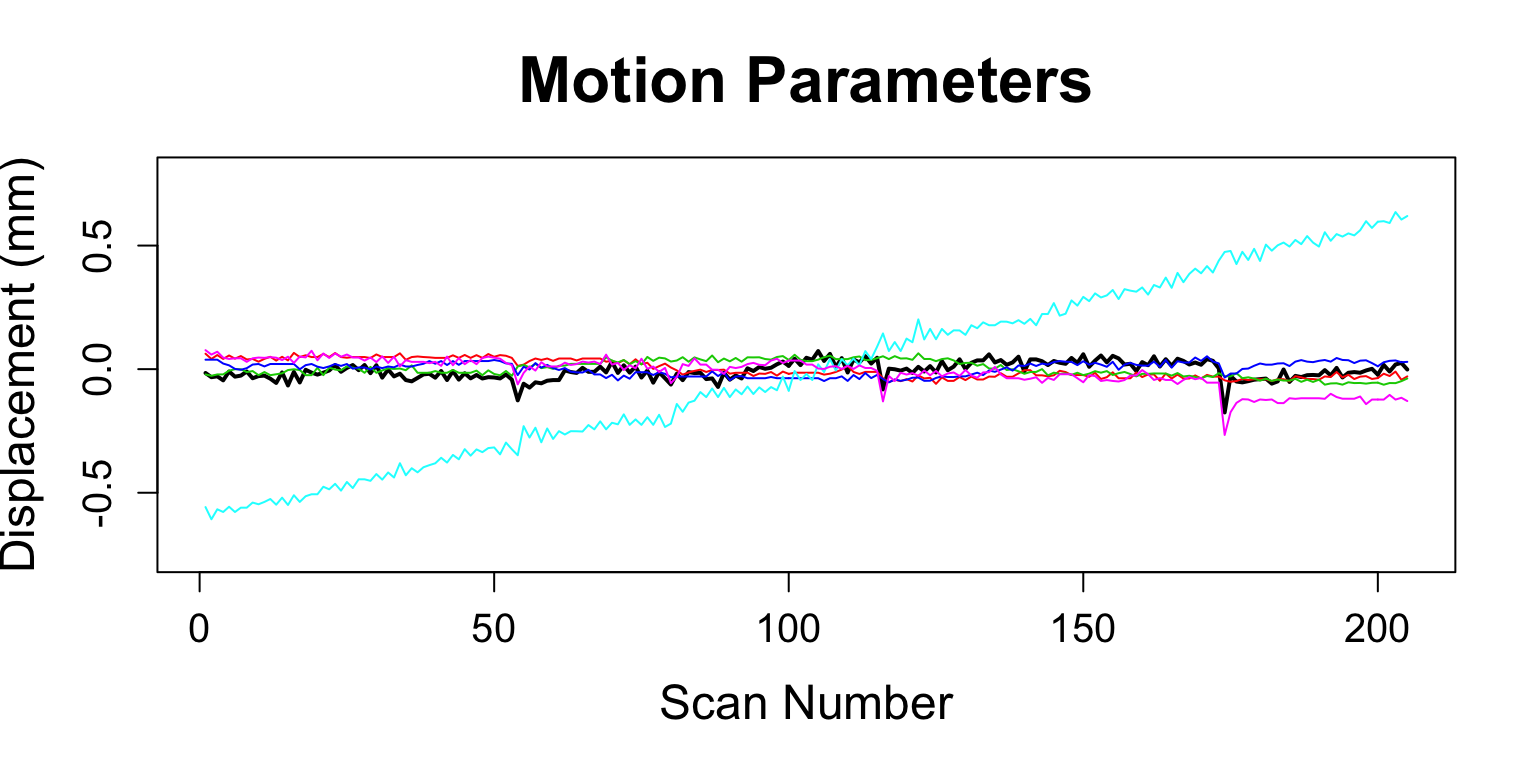 Motion Parameters
Displacement (mm)
0.5
0.0
-0.5
0 50 100 150 200
Scan Number